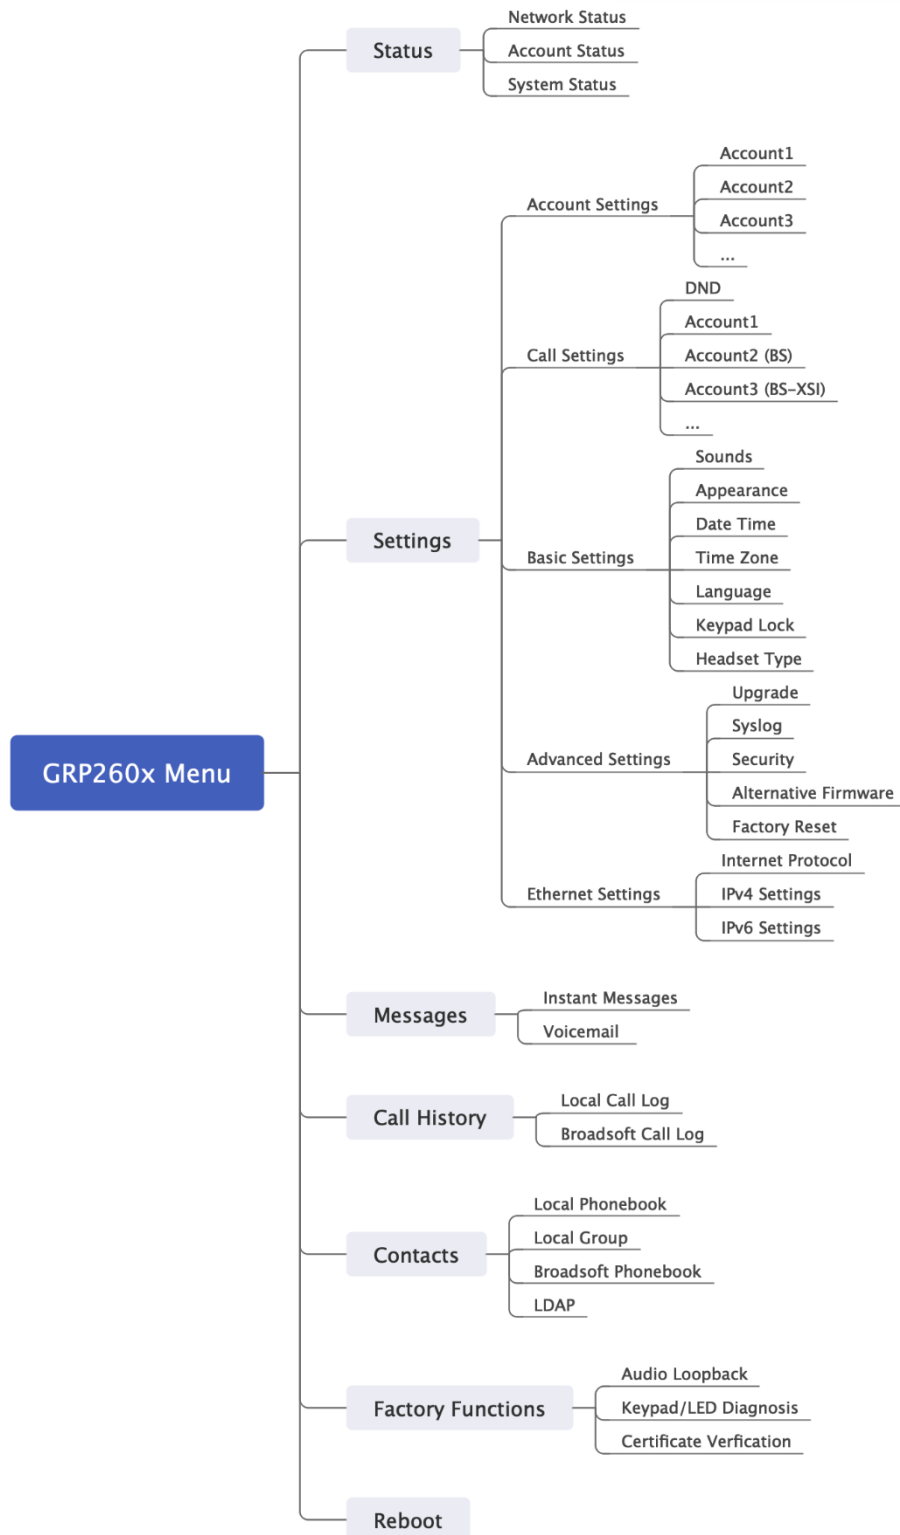 GRP260x Menu
Status
Network Status
Account Status
System Status
Settings
Account Settings
Account1
Account2
Account3
...
Call Settings
DND
Account1
Account2 (BS)
Account3 (BS-XSI)
...
Basic Settings
Sounds
Appearance
Date Time
Time Zone
Language
Keypad Lock
Headset Type
Advanced Settings
Upgrade
Syslog
Security
Alternative Firmware
Factory Reset
Ethernet Settings
Internet Protocol
IPv4 Settings
IPv6 Settings
Messages
Instant Messages
Voicemail
Call History
Local Call Log
Broadsoft Call Log
Contacts
Local Phonebook
Local Group
Broadsoft Phonebook
LDAP
Factory Functions
Audio Loopback
Keypad/LED Diagnosis
Certificate Verfication
Reboot